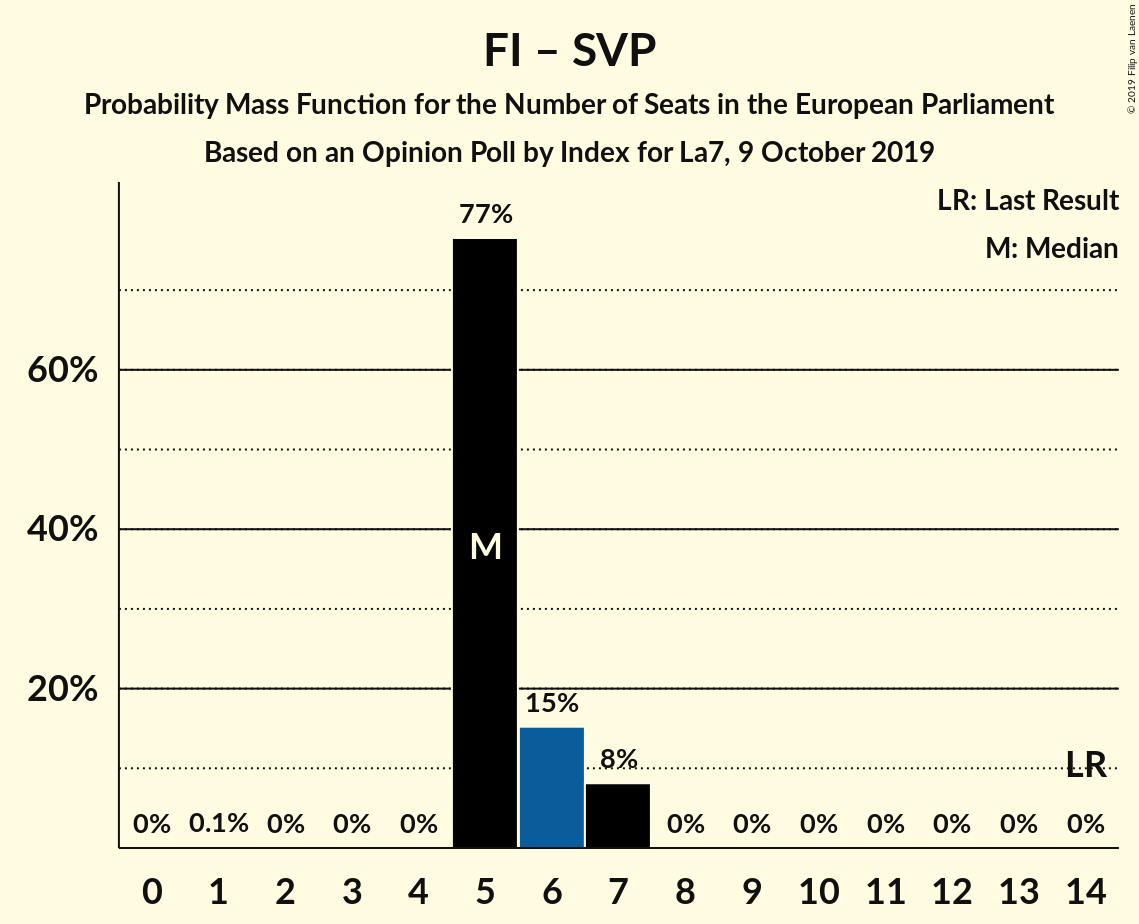 FI – SVP
Probability Mass Function for the Number of Seats in the European Parliament
Based on an Opinion Poll by Index for La7, 9 October 2019
© 2019 Filip van Laenen
LR: Last Result
M: Median
77%
60%
40%
M
20%
15%
8%
LR
0% 0.1% 0% 0% 0% 0% 0% 0% 0% 0% 0% 0%
0 1 2 3 4 5 6 7 8 9 10 11 12 13 14